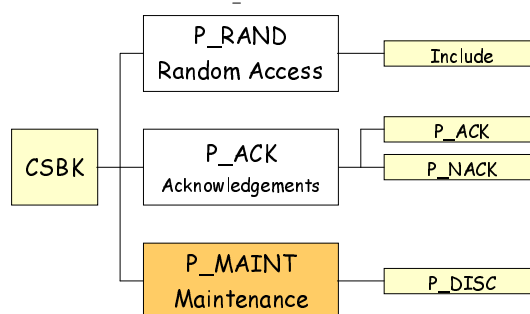 P_RAND
Random Access
Include
CSBK
P_ACK
Acknowledgements
P_ACK
P_NACK
P_MAINT
Maintenance
P_DISC